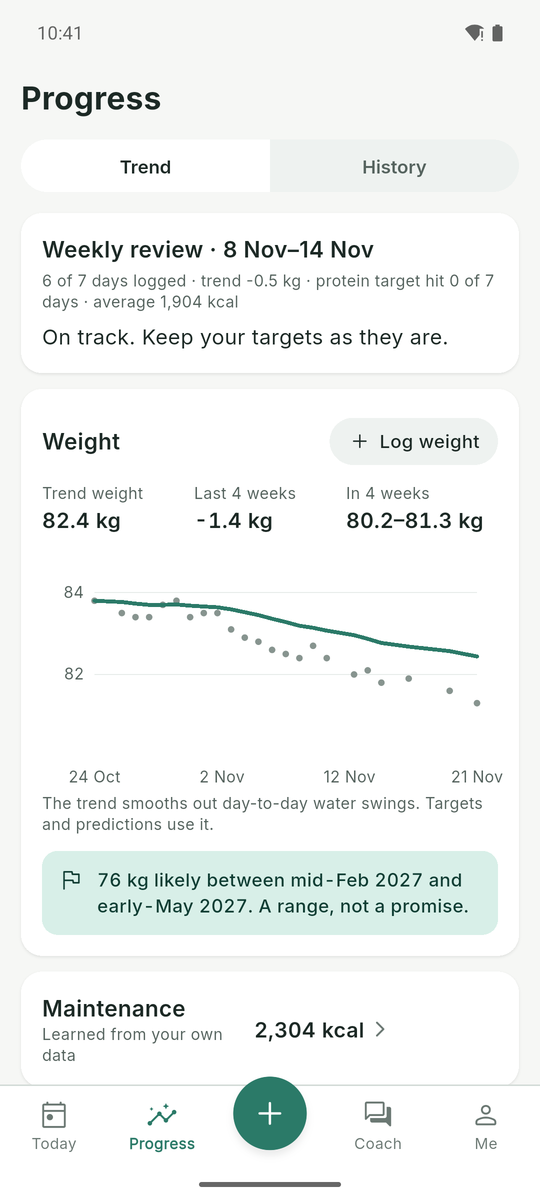 10:41
Progress
Trend
History
Weekly review · 8 Nov–14 Nov
6 of 7 days logged · trend -0.5 kg · protein target hit 0 of 7
days · average 1,904 kcal
On track. Keep your targets as they are.
Weight
+ Log weight
Trend weight
Last 4 weeks
In 4 weeks
82.4 kg
-1.4 kg
80.2–81.3 kg
84
82
24 Oct
2 Nov
12 Nov
21 Nov
The trend smooths out day-to-day water swings. Targets
and predictions use it.
76 kg likely between mid-Feb 2027 and
early-May 2027. A range, not a promise.
Maintenance
Learned from your own
data
2,304 kcal
Today
Progress
Coach
Me